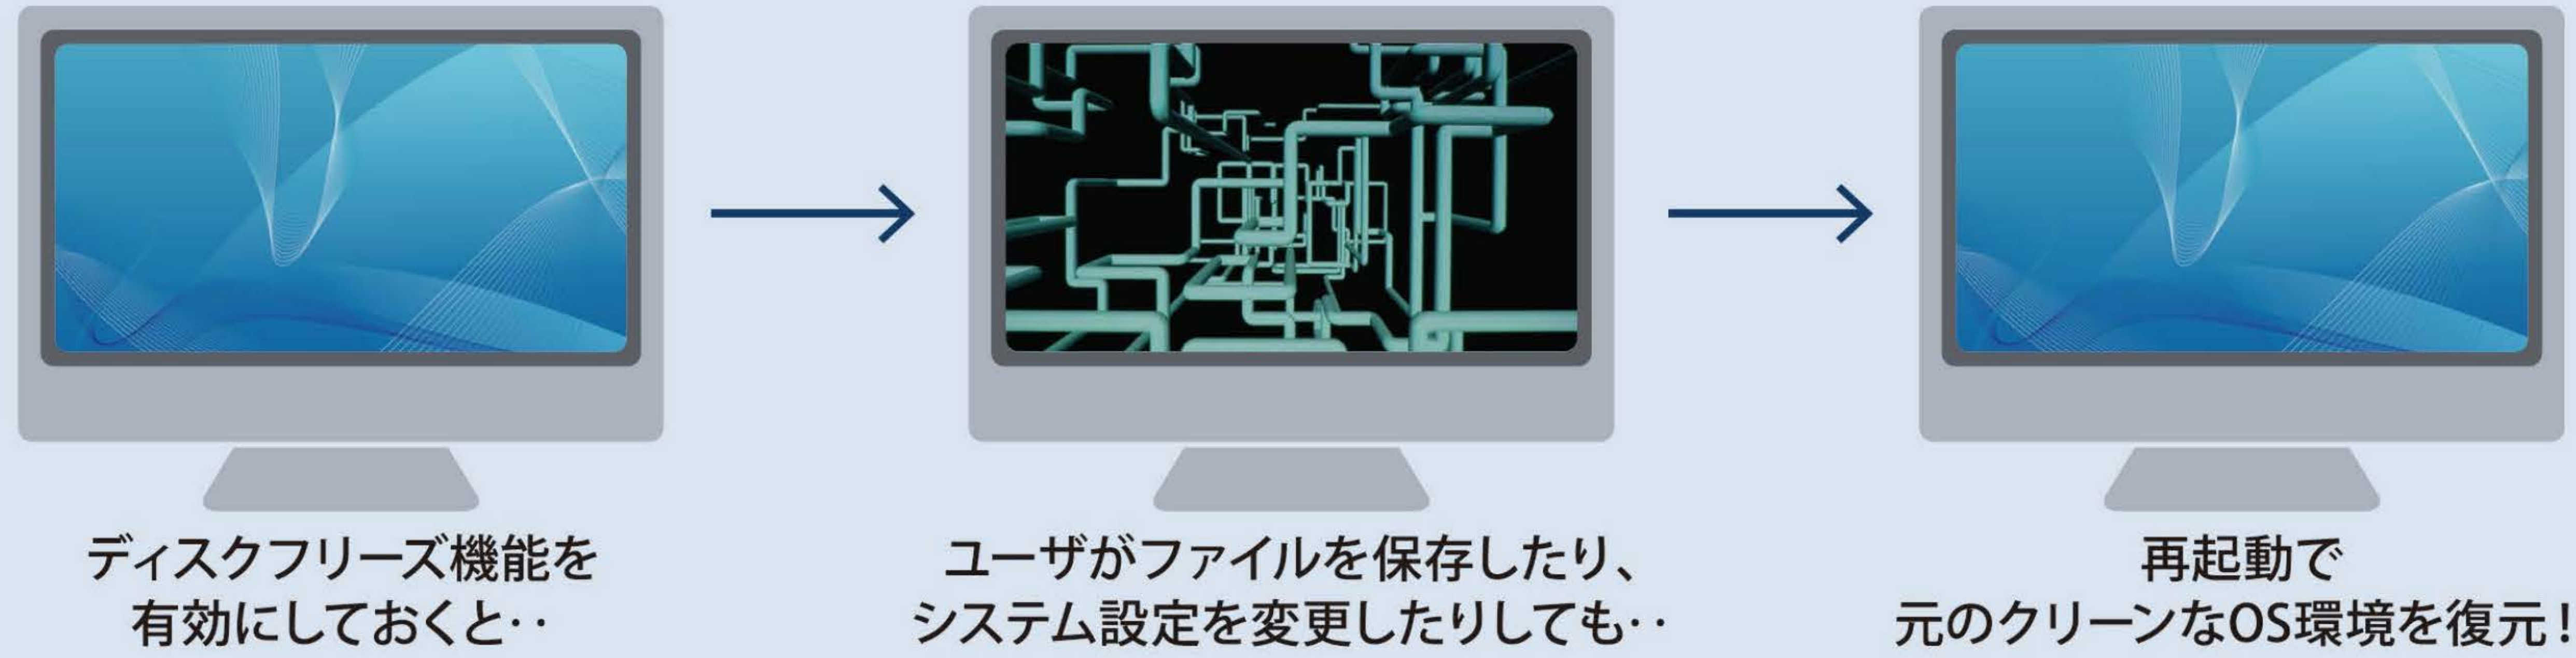 ディスクフリーズ機能を
有効にしておくと‥
ユーザがファイルを保存したり、
システム設定を変更したりしても‥
再起動で
元のクリーンなOS環境を復元！